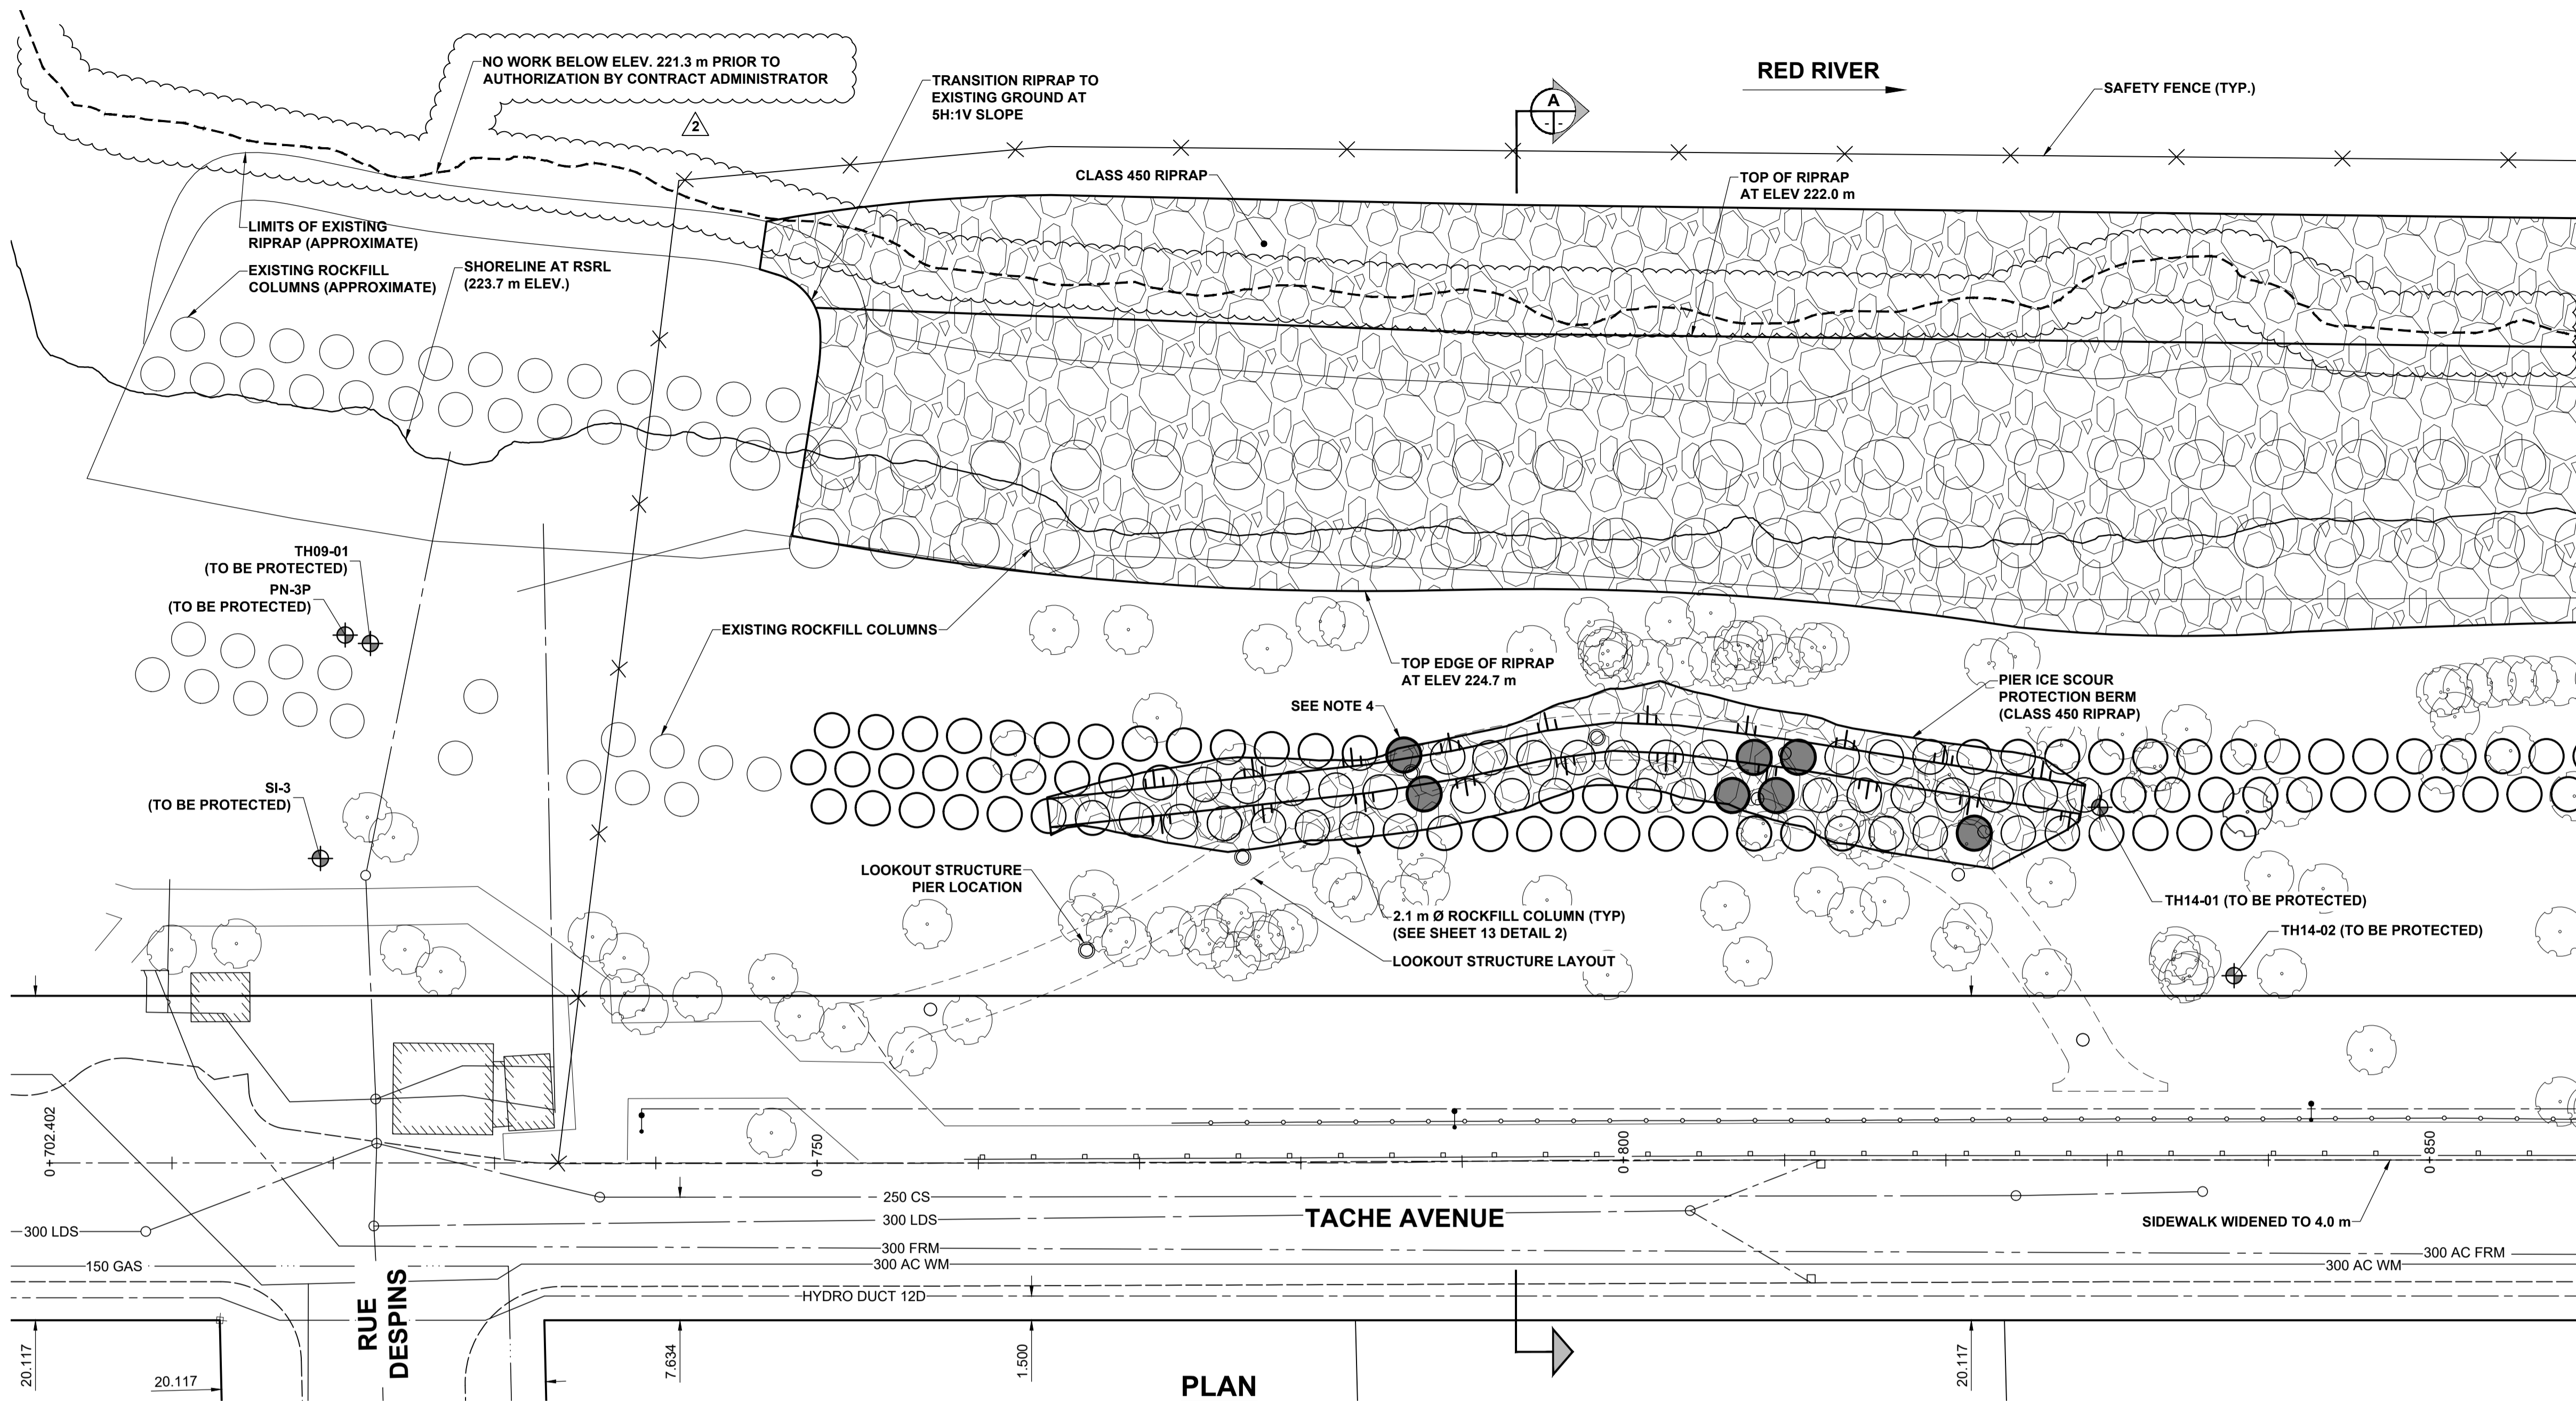 NO WORK BELOW ELEV. 221.3 m PRIOR TO
AUTHORIZATION BY CONTRACT ADMINISTRATOR
2
TRANSITION RIPRAP TO
EXISTING GROUND AT
5H:1V SLOPE
A
RED RIVER
SAFETY FENCE (TYP.)
CLASS 450 RIPRAP
TOP OF RIPRAP
AT ELEV 222.0 m
LIMITS OF EXISTING
RIPRAP (APPROXIMATE)
EXISTING ROCKFILL
COLUMNS (APPROXIMATE)
SHORELINE AT RSRL
(223.7 m ELEV.)
TH09-01
(TO BE PROTECTED)
PN-3P
(TO BE PROTECTED)
EXISTING ROCKFILL COLUMNS
TOP EDGE OF RIPRAP
AT ELEV 224.7 m
SEE NOTE 4
PIER ICE SCOUR
PROTECTION BERM
(CLASS 450 RIPRAP)
SI-3
(TO BE PROTECTED)
LOOKOUT STRUCTURE
PIER LOCATION
2.1 m Ø ROCKFILL COLUMN (TYP)
(SEE SHEET 13 DETAIL 2)
LOOKOUT STRUCTURE LAYOUT
TH14-01 (TO BE PROTECTED)
TH14-02 (TO BE PROTECTED)
0+702.402
0+750
0+800
0+850
250 CS
300 LDS
300 LDS
TACHE AVENUE
SIDEWALK WIDENED TO 4.0 m
300 FRM
300 AC FRM
150 GAS
300 AC WM
300 AC WM
HYDRO DUCT 12D
RUE
DESPINS
20.117
20.117
7.634
1.500
20.117
PLAN